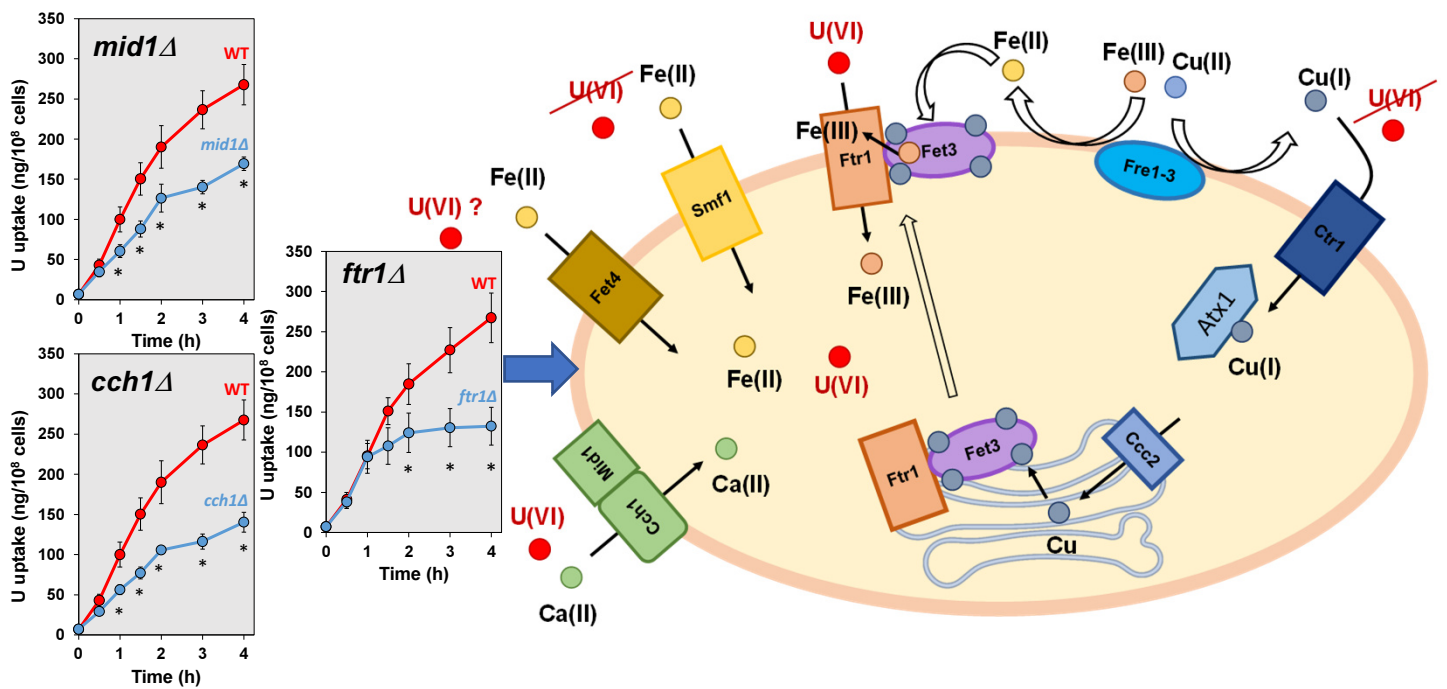 mid1Δ
WT
mid1Δ
U uptake (ng/10⁸ cells)
350
300
250
200
150
100
50
0
* * * * *
0 1 2 3 4
Time (h)
cch1Δ
WT
cch1Δ
U uptake (ng/10⁸ cells)
350
300
250
200
150
100
50
0
* * * * *
0 1 2 3 4
Time (h)
ftr1Δ
WT
ftr1Δ
U uptake (ng/10⁸ cells)
350
300
250
200
150
100
50
0
* * *
0 1 2 3 4
Time (h)
U(VI) ?
Fe(II)
Fet4
U(VI)
Fe(II)
Smf1
Fe(II)
U(VI)
Fe(III)
Ftr1
Fet3
Fe(III)
Fe(II)
Fe(III)
Cu(II)
Fre1-3
Cu(I)
U(VI)
Ctr1
Atx1
Cu(I)
U(VI)
Mid1
Cch1
Ca(II)
U(VI)
Ca(II)
Ftr1
Fet3
Ccc2
Cu